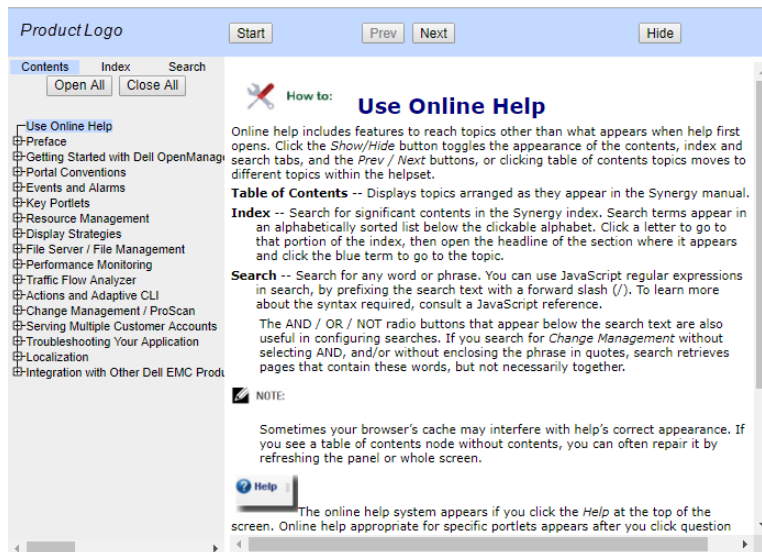 Product Logo
Start
Prev
Next
Hide
Contents
Index
Search
Open All
Close All
Use Online Help
Preface
Getting Started with Dell OpenManag
Portal Conventions
Events and Alarms
Key Portlets
Resource Management
Display Strategies
File Server / File Management
Performance Monitoring
Traffic Flow Analyzer
Actions and Adaptive CLI
Change Management / ProScan
Serving Multiple Customer Accounts
Troubleshooting Your Application
Localization
Integration with Other Dell EMC Produ
How to:
Use Online Help
Online help includes features to reach topics other than what appears when help first
opens. Click the Show/Hide button toggles the appearance of the contents, index and
search tabs, and the Prev / Next buttons, or clicking table of contents topics moves to
different topics within the helpset.
Table of Contents -- Displays topics arranged as they appear in the Synergy manual.
Index -- Search for significant contents in the Synergy index. Search terms appear in
an alphabetically sorted list below the clickable alphabet. Click a letter to go to
that portion of the index, then open the headline of the section where it appears
and click the blue term to go to the topic.
Search -- Search for any word or phrase. You can use JavaScript regular expressions
in search, by prefixing the search text with a forward slash (/). To learn more
about the syntax required, consult a JavaScript reference.
The AND / OR / NOT radio buttons that appear below the search text are also
useful in configuring searches. If you search for Change Management without
selecting AND, and/or without enclosing the phrase in quotes, search retrieves
pages that contain these words, but not necessarily together.
NOTE:
Sometimes your browser's cache may interfere with help's correct appearance. If
you see a table of contents node without contents, you can often repair it by
refreshing the panel or whole screen.
Help
The online help system appears if you click the Help at the top of the
screen. Online help appropriate for specific portlets appears after you click question